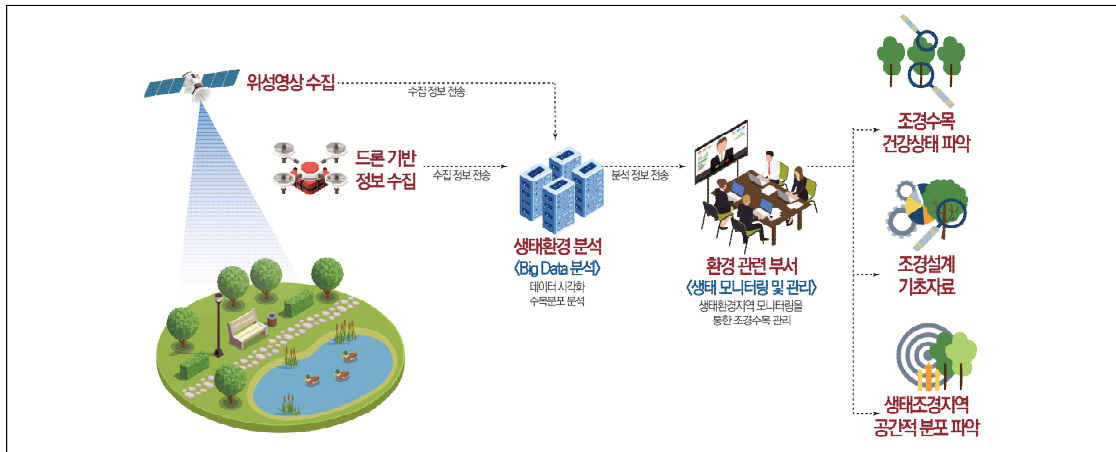 위성영상 수집
수집 정보 전송
드론 기반
정보 수집
수집 정보 전송
생태환경 분석
〈Big Data 분석〉
데이터 시각화
수목분포 분석
분석 정보 전송
환경 관련 부서
〈생태 모니터링 및 관리〉
생태환경지역 모니터링을
통한 조경수목 관리
조경수목
건강상태 파악
조경설계
기초자료
생태조경지역
공간적 분포 파악